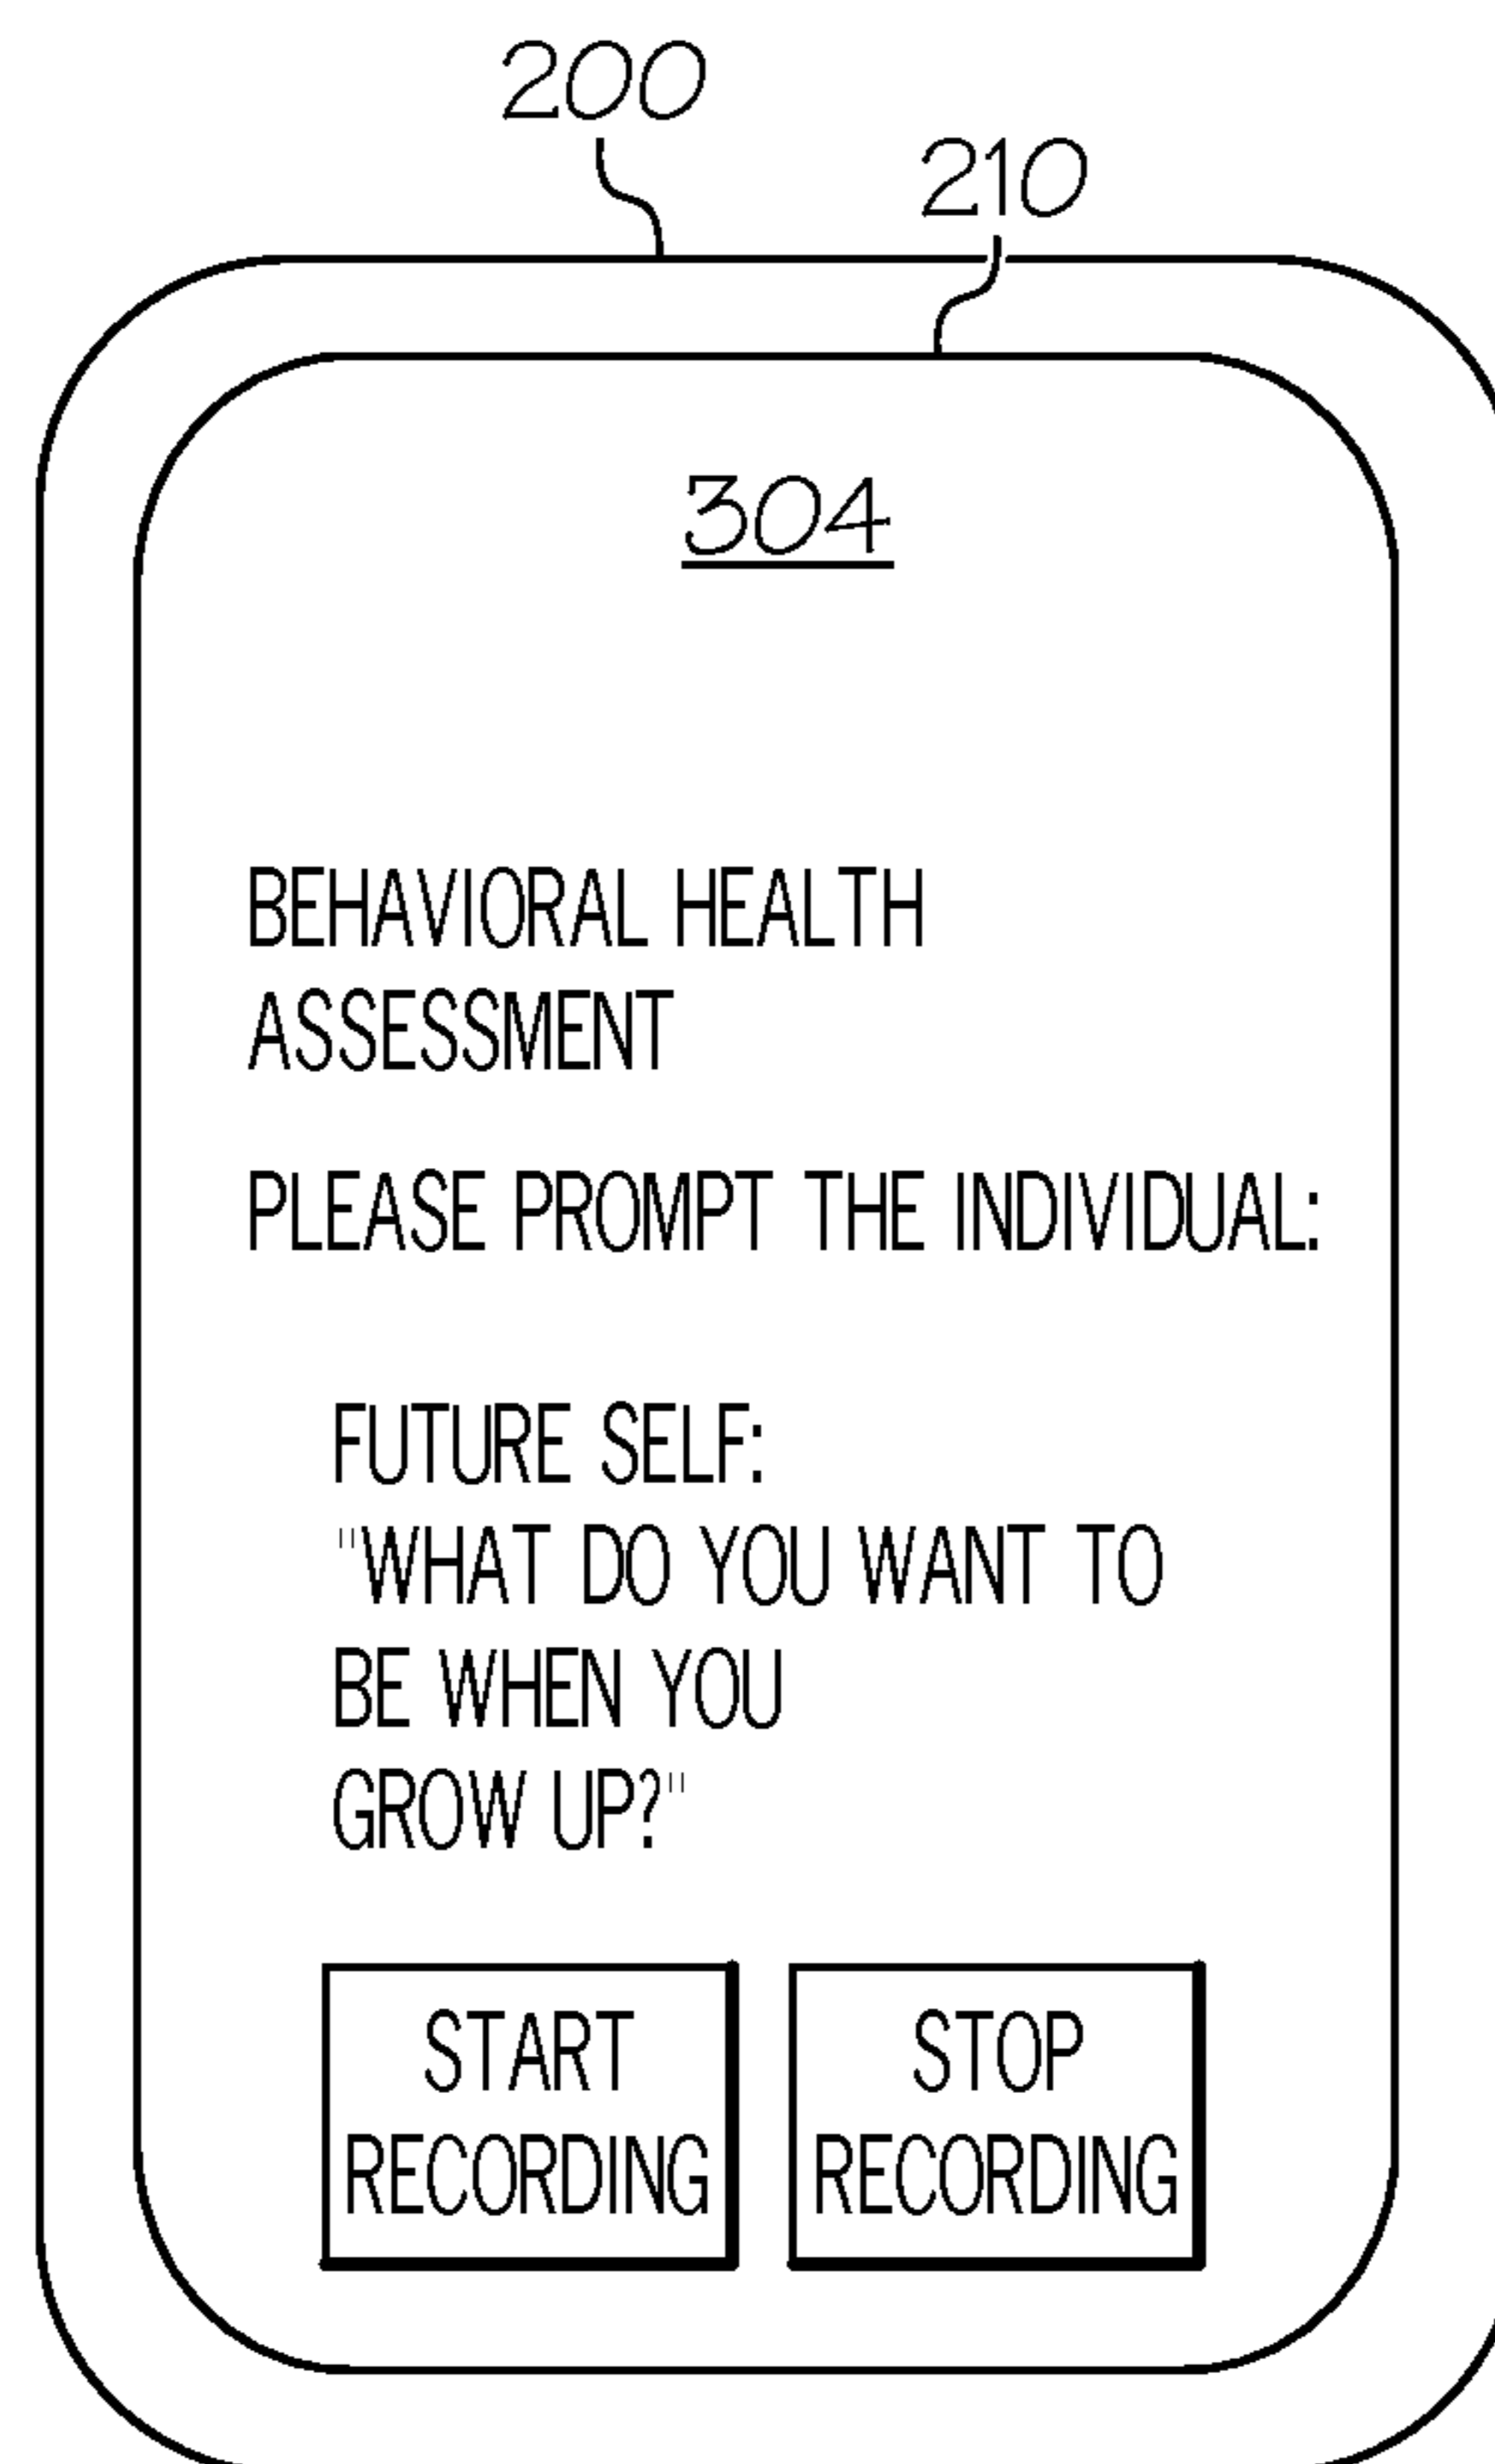 200
210
304
BEHAVIORAL HEALTH
ASSESSMENT
PLEASE PROMPT THE INDIVIDUAL:
FUTURE SELF:
"WHAT DO YOU WANT TO
BE WHEN YOU
GROW UP?"
START
RECORDING
STOP
RECORDING